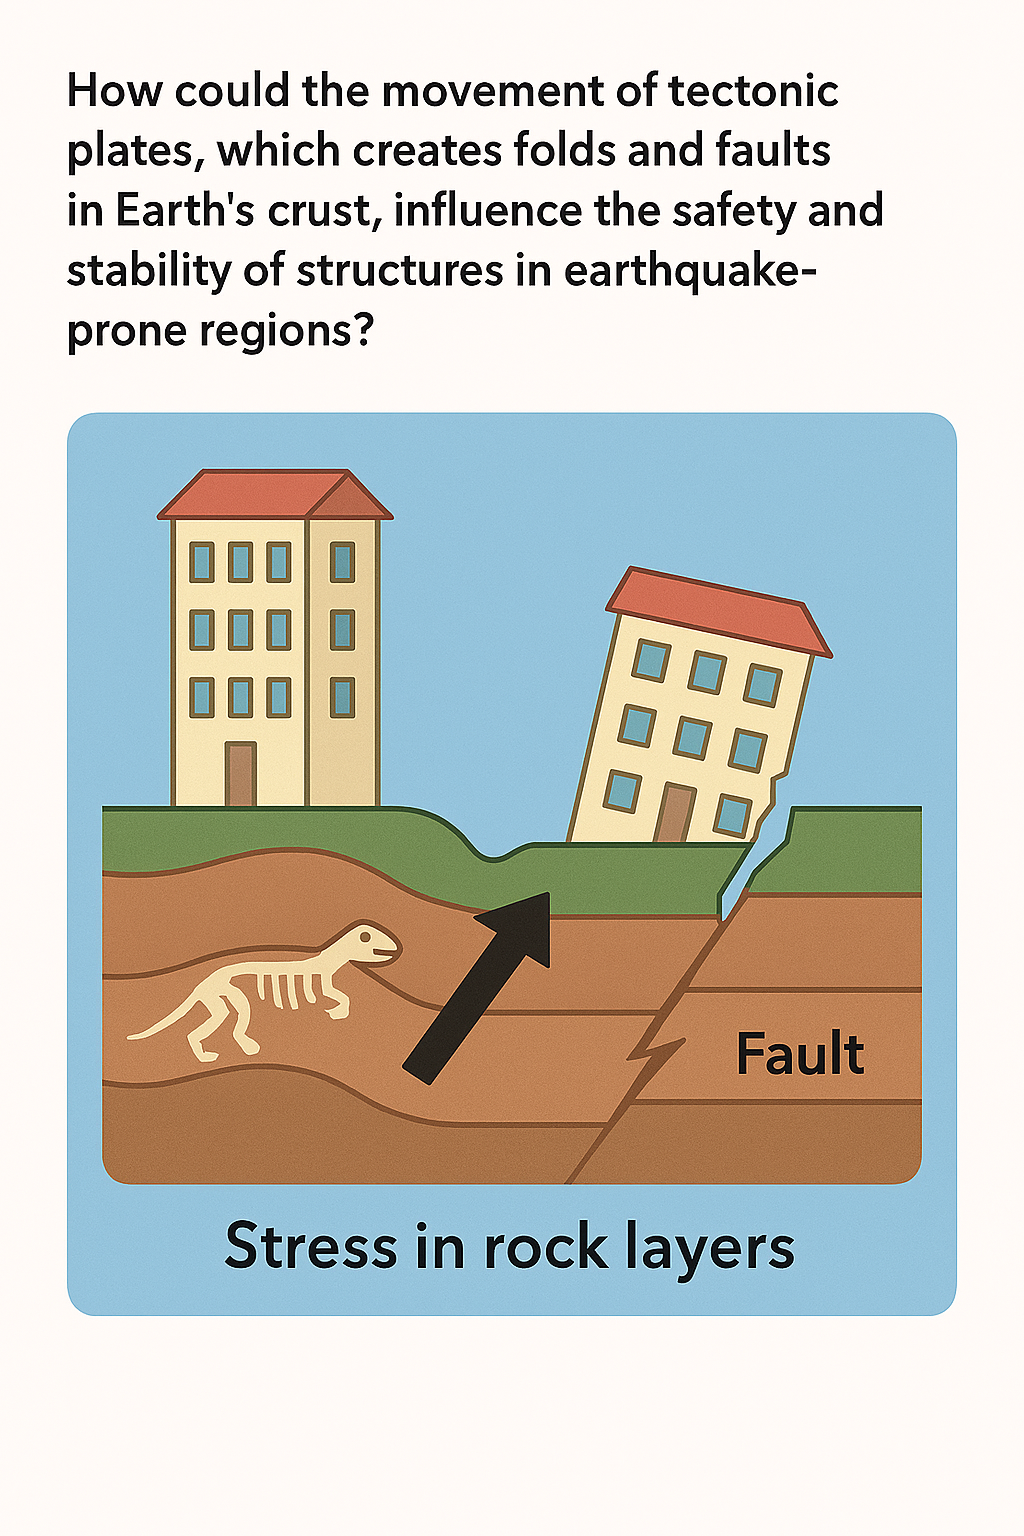 How could the movement of tectonic
plates, which creates folds and faults
in Earth's crust, influence the safety and
stability of structures in earthquake-
prone regions?
Fault
Stress in rock layers